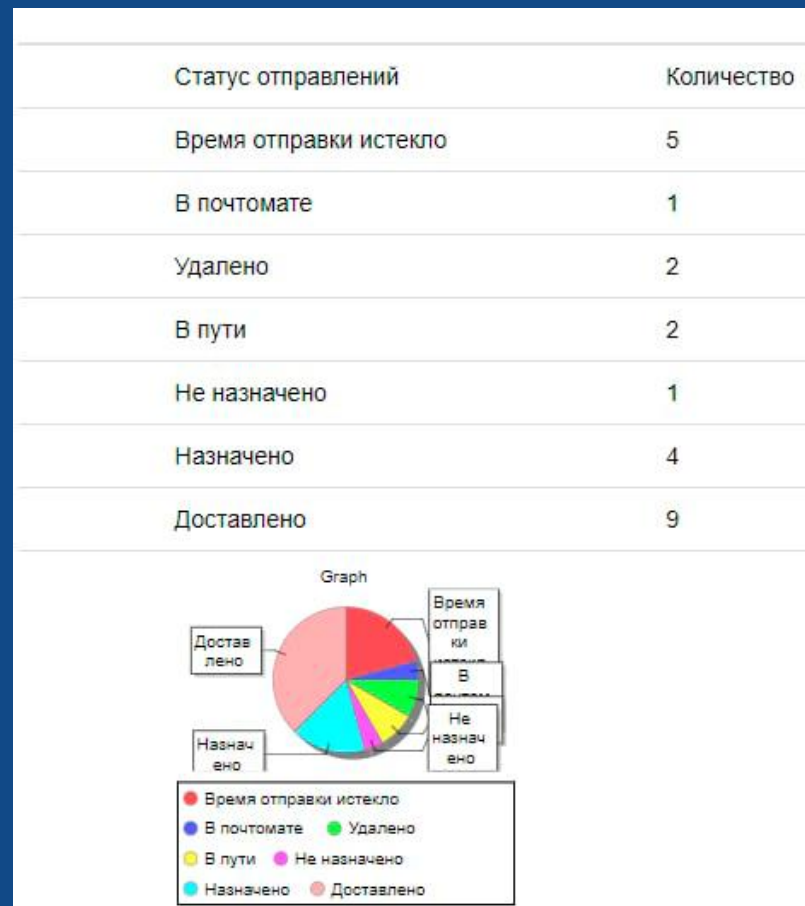 Статус отправлений Количество
Время отправки истекло 5
В почтомате 1
Удалено 2
В пути 2
Не назначено 1
Назначено 4
Доставлено 9
Graph
Время
отправ
ки
Достав
лено
В
Не
назнач
ено
Назнач
ено
Время отправки истекло
В почтомате Удалено
В пути Не назначено
Назначено Доставлено